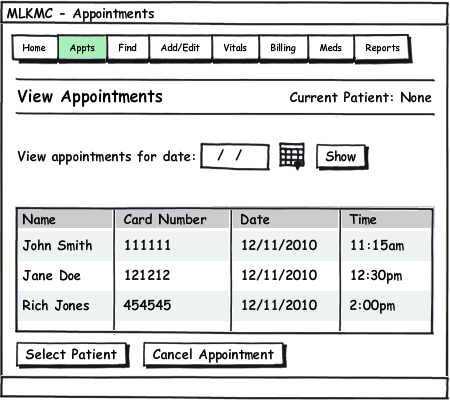 MLKMC - Appointments
Home Appts Find Add/Edit Vitals Billing Meds Reports
View Appointments Current Patient: None
View appointments for date: / / Show
Name Card Number Date Time
John Smith 111111 12/11/2010 11:15am
Jane Doe 121212 12/11/2010 12:30pm
Rich Jones 454545 12/11/2010 2:00pm
Select Patient Cancel Appointment